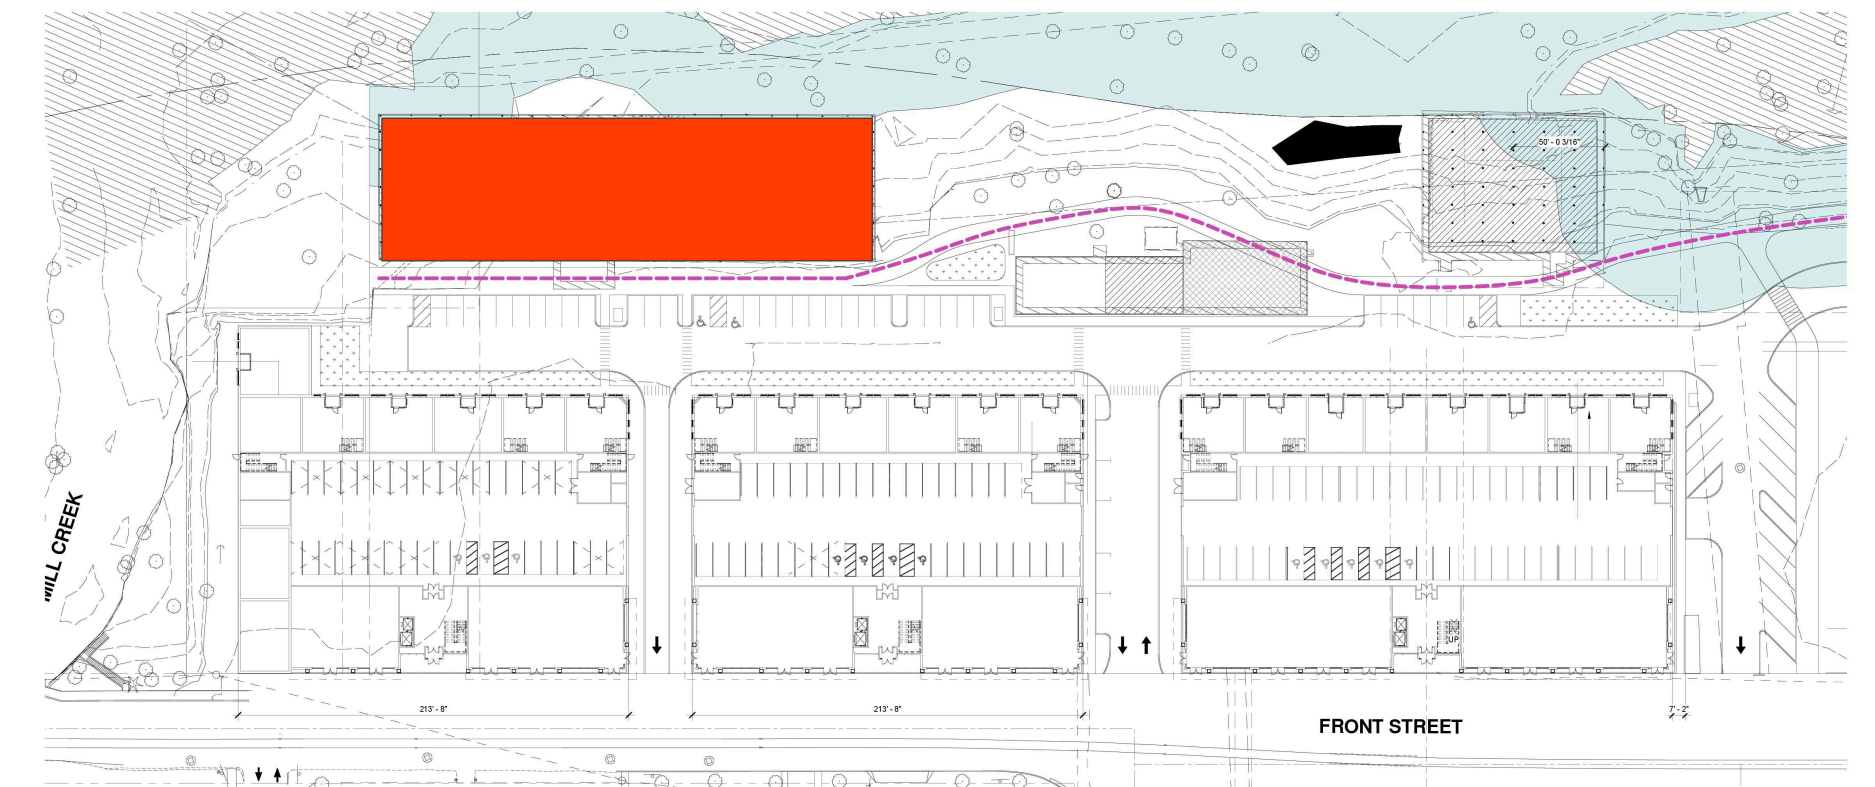 50' - 0 3/16"
MILL CREEK
UP
213' - 8"
213' - 8"
7' - 2"
FRONT STREET